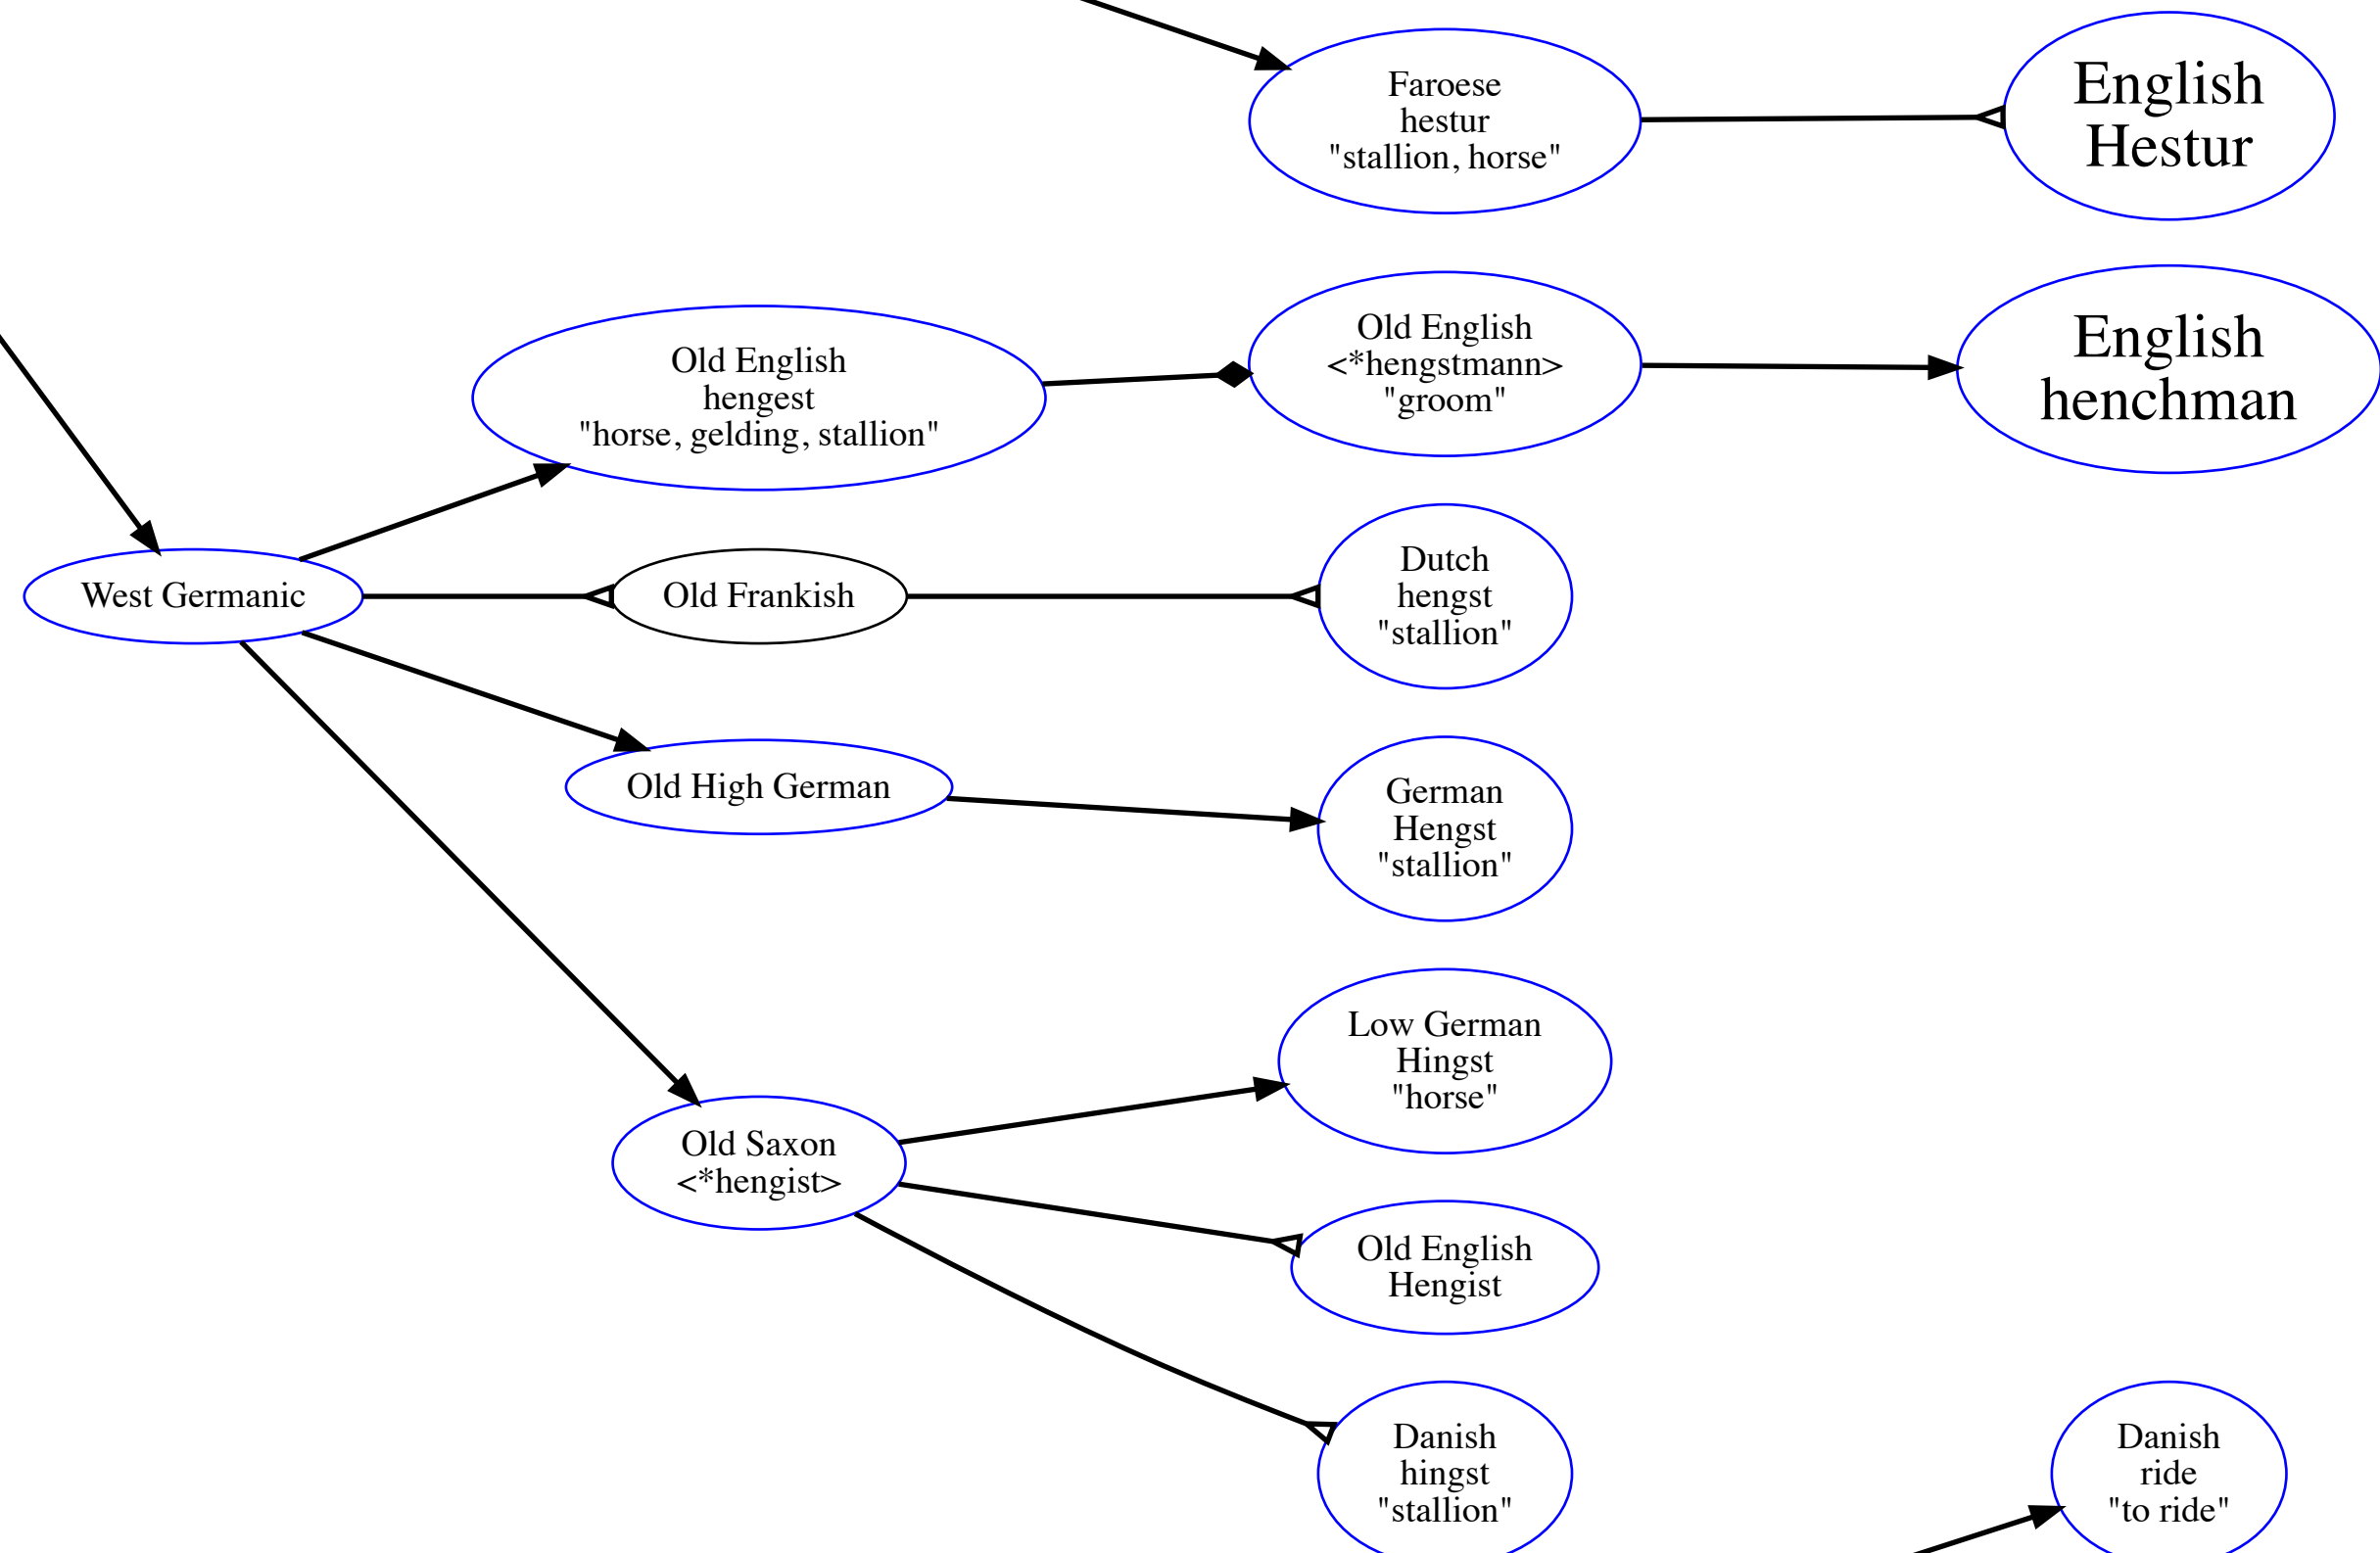 Faroese
hestur
"stallion, horse"
English
Hestur
Old English
hengest
"horse, gelding, stallion"
Old English
<*hengstmann>
"groom"
English
henchman
West Germanic
Old Frankish
Dutch
hengst
"stallion"
Old High German
German
Hengst
"stallion"
Old Saxon
<*hengist>
Low German
Hingst
"horse"
Old English
Hengist
Danish
hingst
"stallion"
Danish
ride
"to ride"